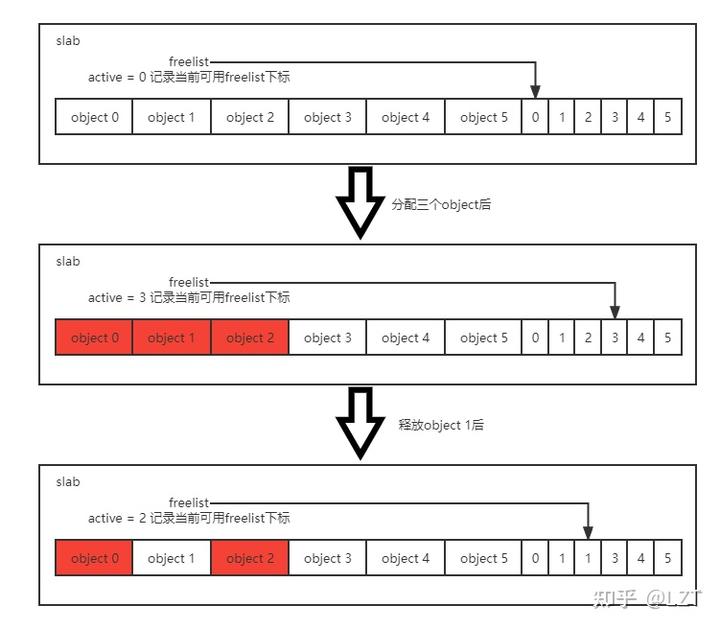 slab
freelist
active = 0 记录当前可用freelist下标
object 0 object 1 object 2 object 3 object 4 object 5 0 1 2 3 4 5
分配三个object后
slab
freelist
active = 3 记录当前可用freelist下标
object 0 object 1 object 2 object 3 object 4 object 5 0 1 2 3 4 5
释放object 1后
slab
freelist
active = 2 记录当前可用freelist下标
object 0 object 1 object 2 object 3 object 4 object 5 0 1 1 3 4 5
知乎 @LZT